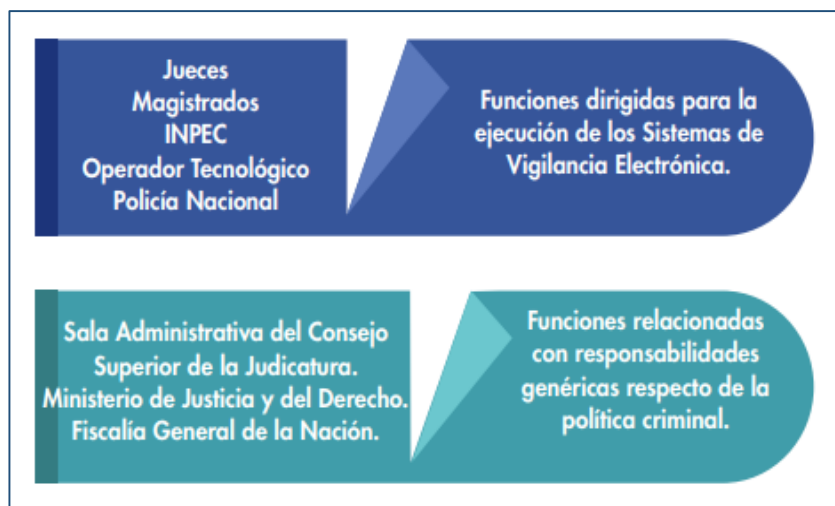 Jueces
Magistrados
INPEC
Operador Tecnológico
Policía Nacional
Funciones dirigidas para la
ejecución de los Sistemas de
Vigilancia Electrónica.
Sala Administrativa del Consejo
Superior de la Judicatura.
Ministerio de Justicia y del Derecho.
Fiscalía General de la Nación.
Funciones relacionadas
con responsabilidades
genéricas respecto de la
política criminal.